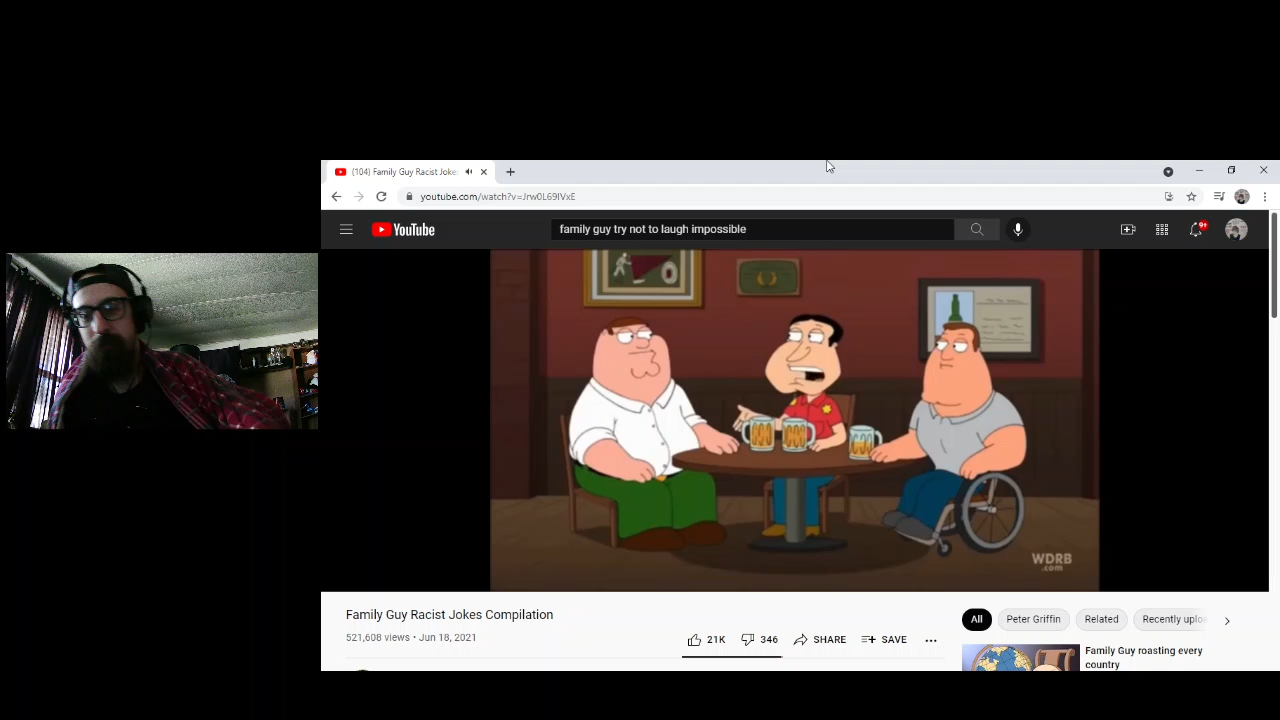 (104) Family Guy Racist Joke
youtube.com/watch?v=Jrw0L69IVxE
YouTube
family guy try not to laugh impossible
9+
WDRB
.com
Family Guy Racist Jokes Compilation
521,608 views • Jun 18, 2021
21K
346
SHARE
SAVE
All
Peter Griffin
Related
Recently uplo
Family Guy roasting every
country